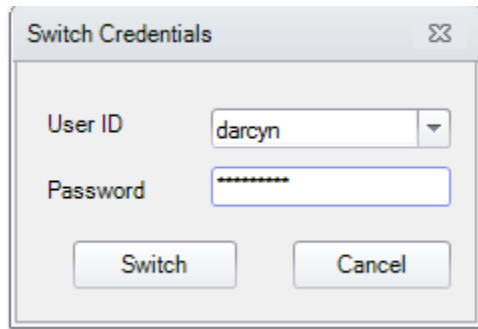 Switch Credentials
User ID
darcyn
Password
*********
Switch
Cancel